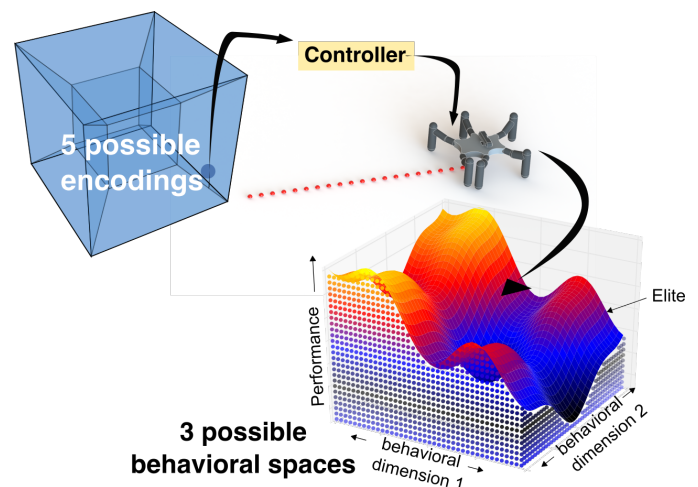 Controller
5 possible
encodings
Elite
Performance
3 possible
behavioral spaces
behavioral
dimension 1
behavioral
dimension 2